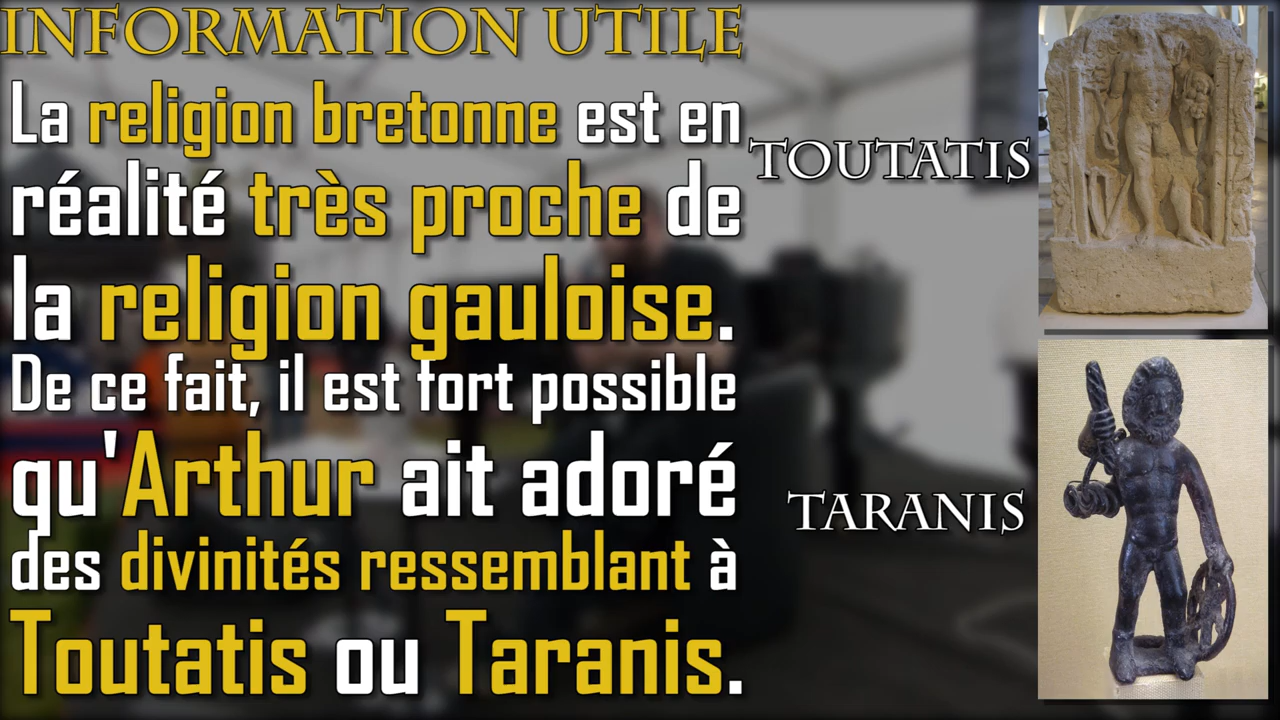 INFORMATION UTILE
La religion bretonne est en
réalité très proche de
la religion gauloise.
De ce fait, il est fort possible
qu'Arthur ait adoré
des divinités ressemblant à
Toutatis ou Taranis.
TOUTATIS
TARANIS